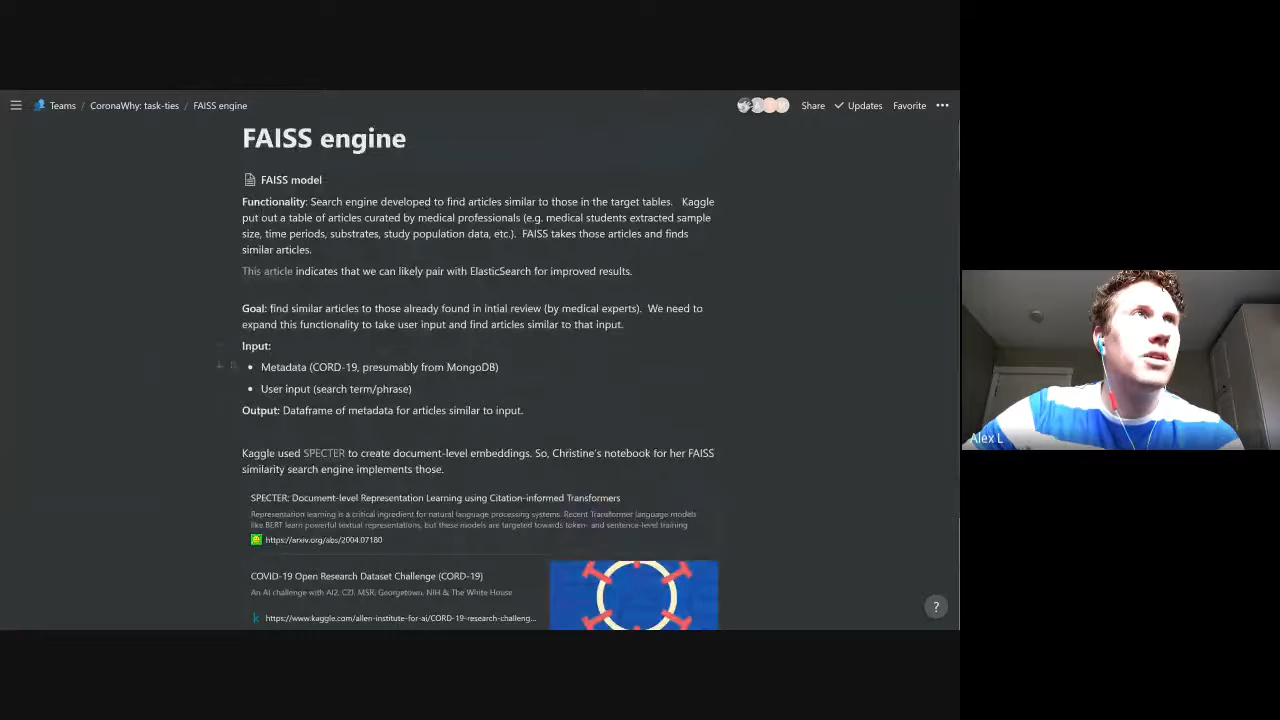 Teams / CoronaWhy: task-ties / FAISS engine
Share Updates Favorite
FAISS engine
FAISS model
Functionality: Search engine developed to find articles similar to those in the target tables. Kaggle
put out a table of articles curated by medical professionals (e.g. medical students extracted sample
size, time periods, substrates, study population data, etc.). FAISS takes those articles and finds
similar articles.
This article indicates that we can likely pair with ElasticSearch for improved results.
Goal: find similar articles to those already found in intial review (by medical experts). We need to
expand this functionality to take user input and find articles similar to that input.
Input:
Metadata (CORD-19, presumably from MongoDB)
User input (search term/phrase)
Output: Dataframe of metadata for articles similar to input.
Kaggle used SPECTER to create document-level embeddings. So, Christine's notebook for her FAISS
similarity search engine implements those.
SPECTER: Document-level Representation Learning using Citation-informed Transformers
Representation learning is a critical ingredient for natural language processing systems. Recent Transformer language models
like BERT learn powerful textual representations, but these models are targeted towards token- and sentence-level training
https://arxiv.org/abs/2004.07180
COVID-19 Open Research Dataset Challenge (CORD-19)
An AI challenge with AI2, CZI, MSR, Georgetown, NIH & The White House
https://www.kaggle.com/allen-institute-for-ai/CORD-19-research-challeng...
?
Alex L